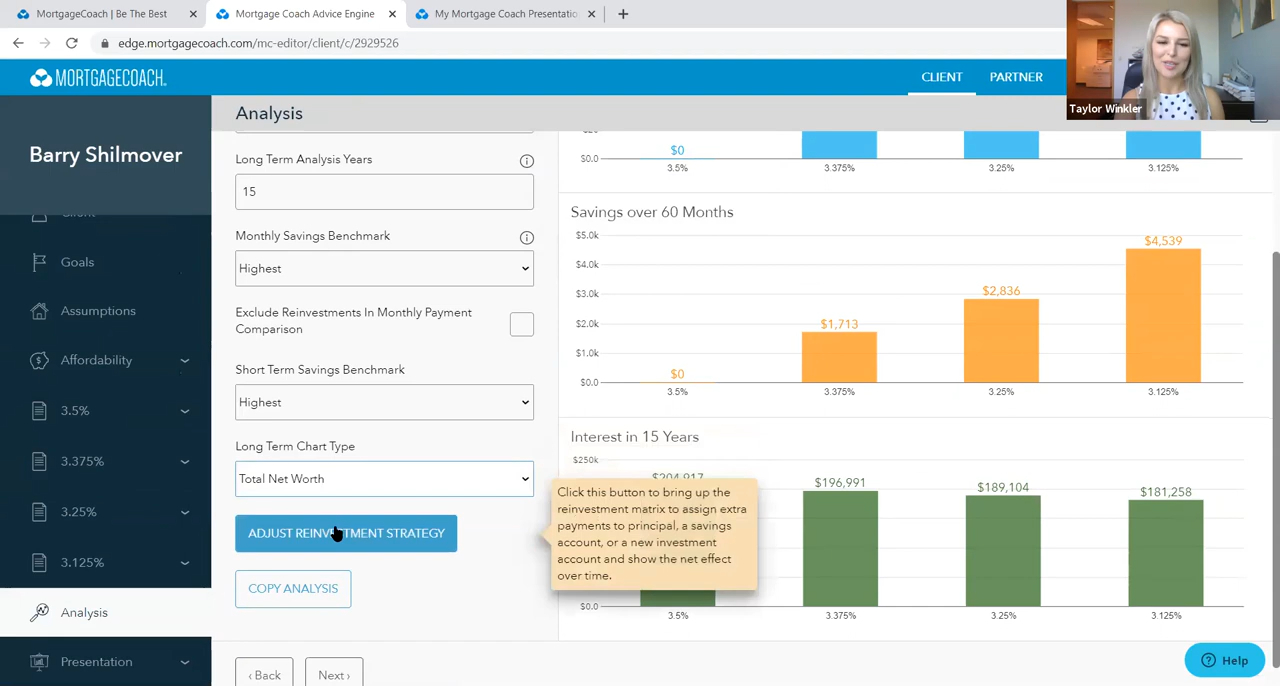 MortgageCoach | Be The Best
Mortgage Coach Advice Engine
My Mortgage Coach Presentatio
edge.mortgagecoach.com/mc-editor/client/c/2929526
MORTGAGECOACH
CLIENT
PARTNER
Taylor Winkler
Barry Shilmover
Client
Goals
Assumptions
Affordability
3.5%
3.375%
3.25%
3.125%
Analysis
Presentation
Analysis
Long Term Analysis Years
15
Monthly Savings Benchmark
Highest
Exclude Reinvestments In Monthly Payment
Comparison
Short Term Savings Benchmark
Highest
Long Term Chart Type
Total Net Worth
ADJUST REINVESTMENT STRATEGY
COPY ANALYSIS
‹ Back
Next ›
$20
$0.0
$0
3.5%
3.375%
3.25%
3.125%
Savings over 60 Months
$5.0k
$4.0k
$3.0k
$2.0k
$1.0k
$0.0
$0
$1,713
$2,836
$4,539
3.5%
3.375%
3.25%
3.125%
Interest in 15 Years
$250k
$204,917
$196,991
$189,104
$181,258
$0.0
3.5%
3.375%
3.25%
3.125%
Click this button to bring up the
reinvestment matrix to assign extra
payments to principal, a savings
account, or a new investment
account and show the net effect
over time.
Help